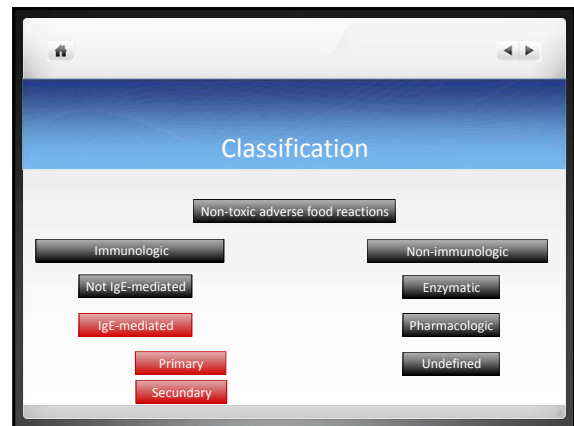 Classification
Non-toxic adverse food reactions
Immunologic
Non-immunologic
Not IgE-mediated
Enzymatic
IgE-mediated
Pharmacologic
Primary
Undefined
Secundary